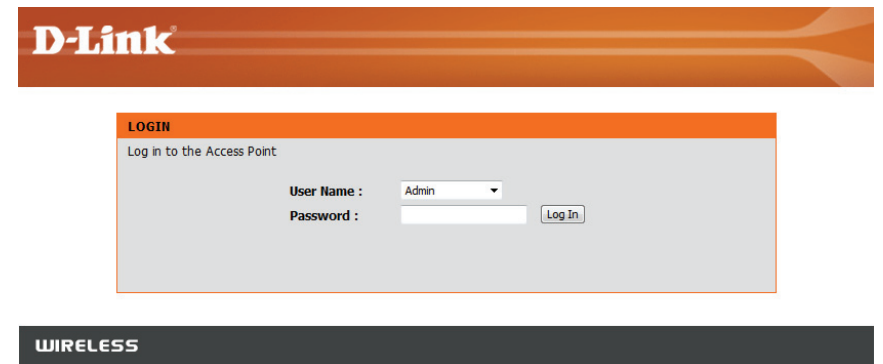 D-Link®
LOGIN
Log in to the Access Point
User Name : Admin
Password : Log In
WIRELESS